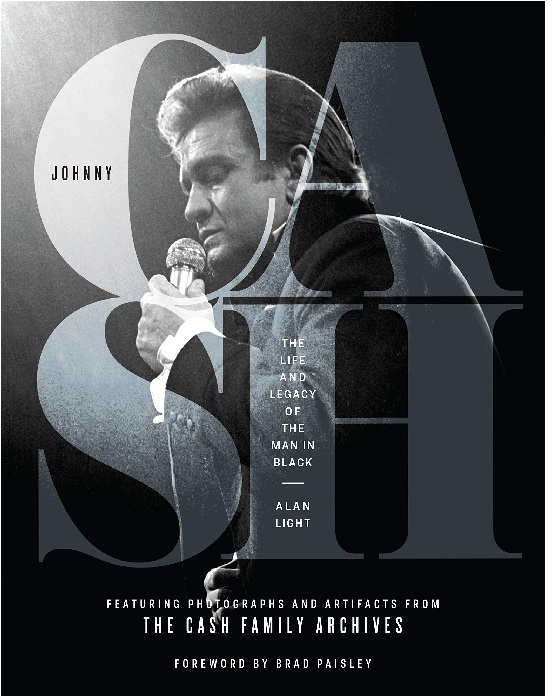 JOHNNY
CA
SH
THE
LIFE
AND
LEGACY
OF
THE
MAN IN
BLACK
—
ALAN
LIGHT
FEATURING PHOTOGRAPHS AND ARTIFACTS FROM
THE CASH FAMILY ARCHIVES
FOREWORD BY BRAD PAISLEY